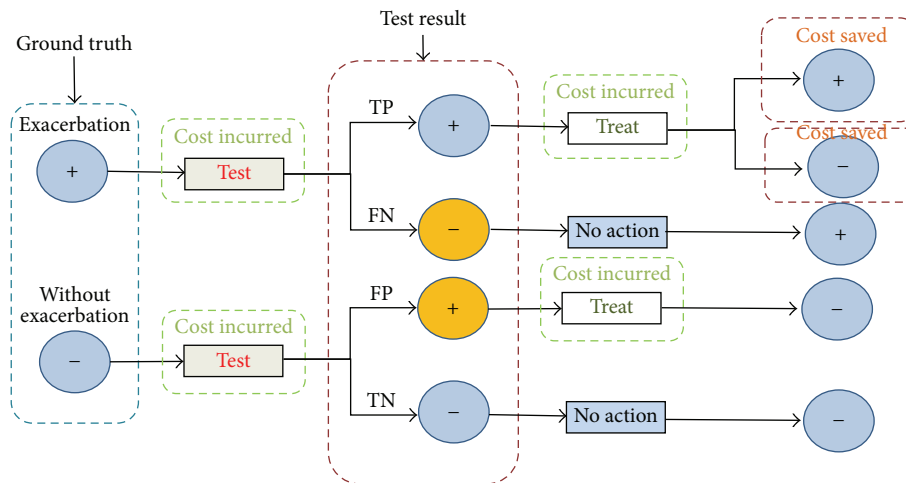 Test result
Ground truth
Cost saved
+
Cost incurred
TP
+
Treat
Exacerbation
Cost incurred
Cost saved
+
Test
−
FN
−
No action
+
Without
exacerbation
Cost incurred
FP
+
Treat
−
Cost incurred
−
Test
TN
−
No action
−